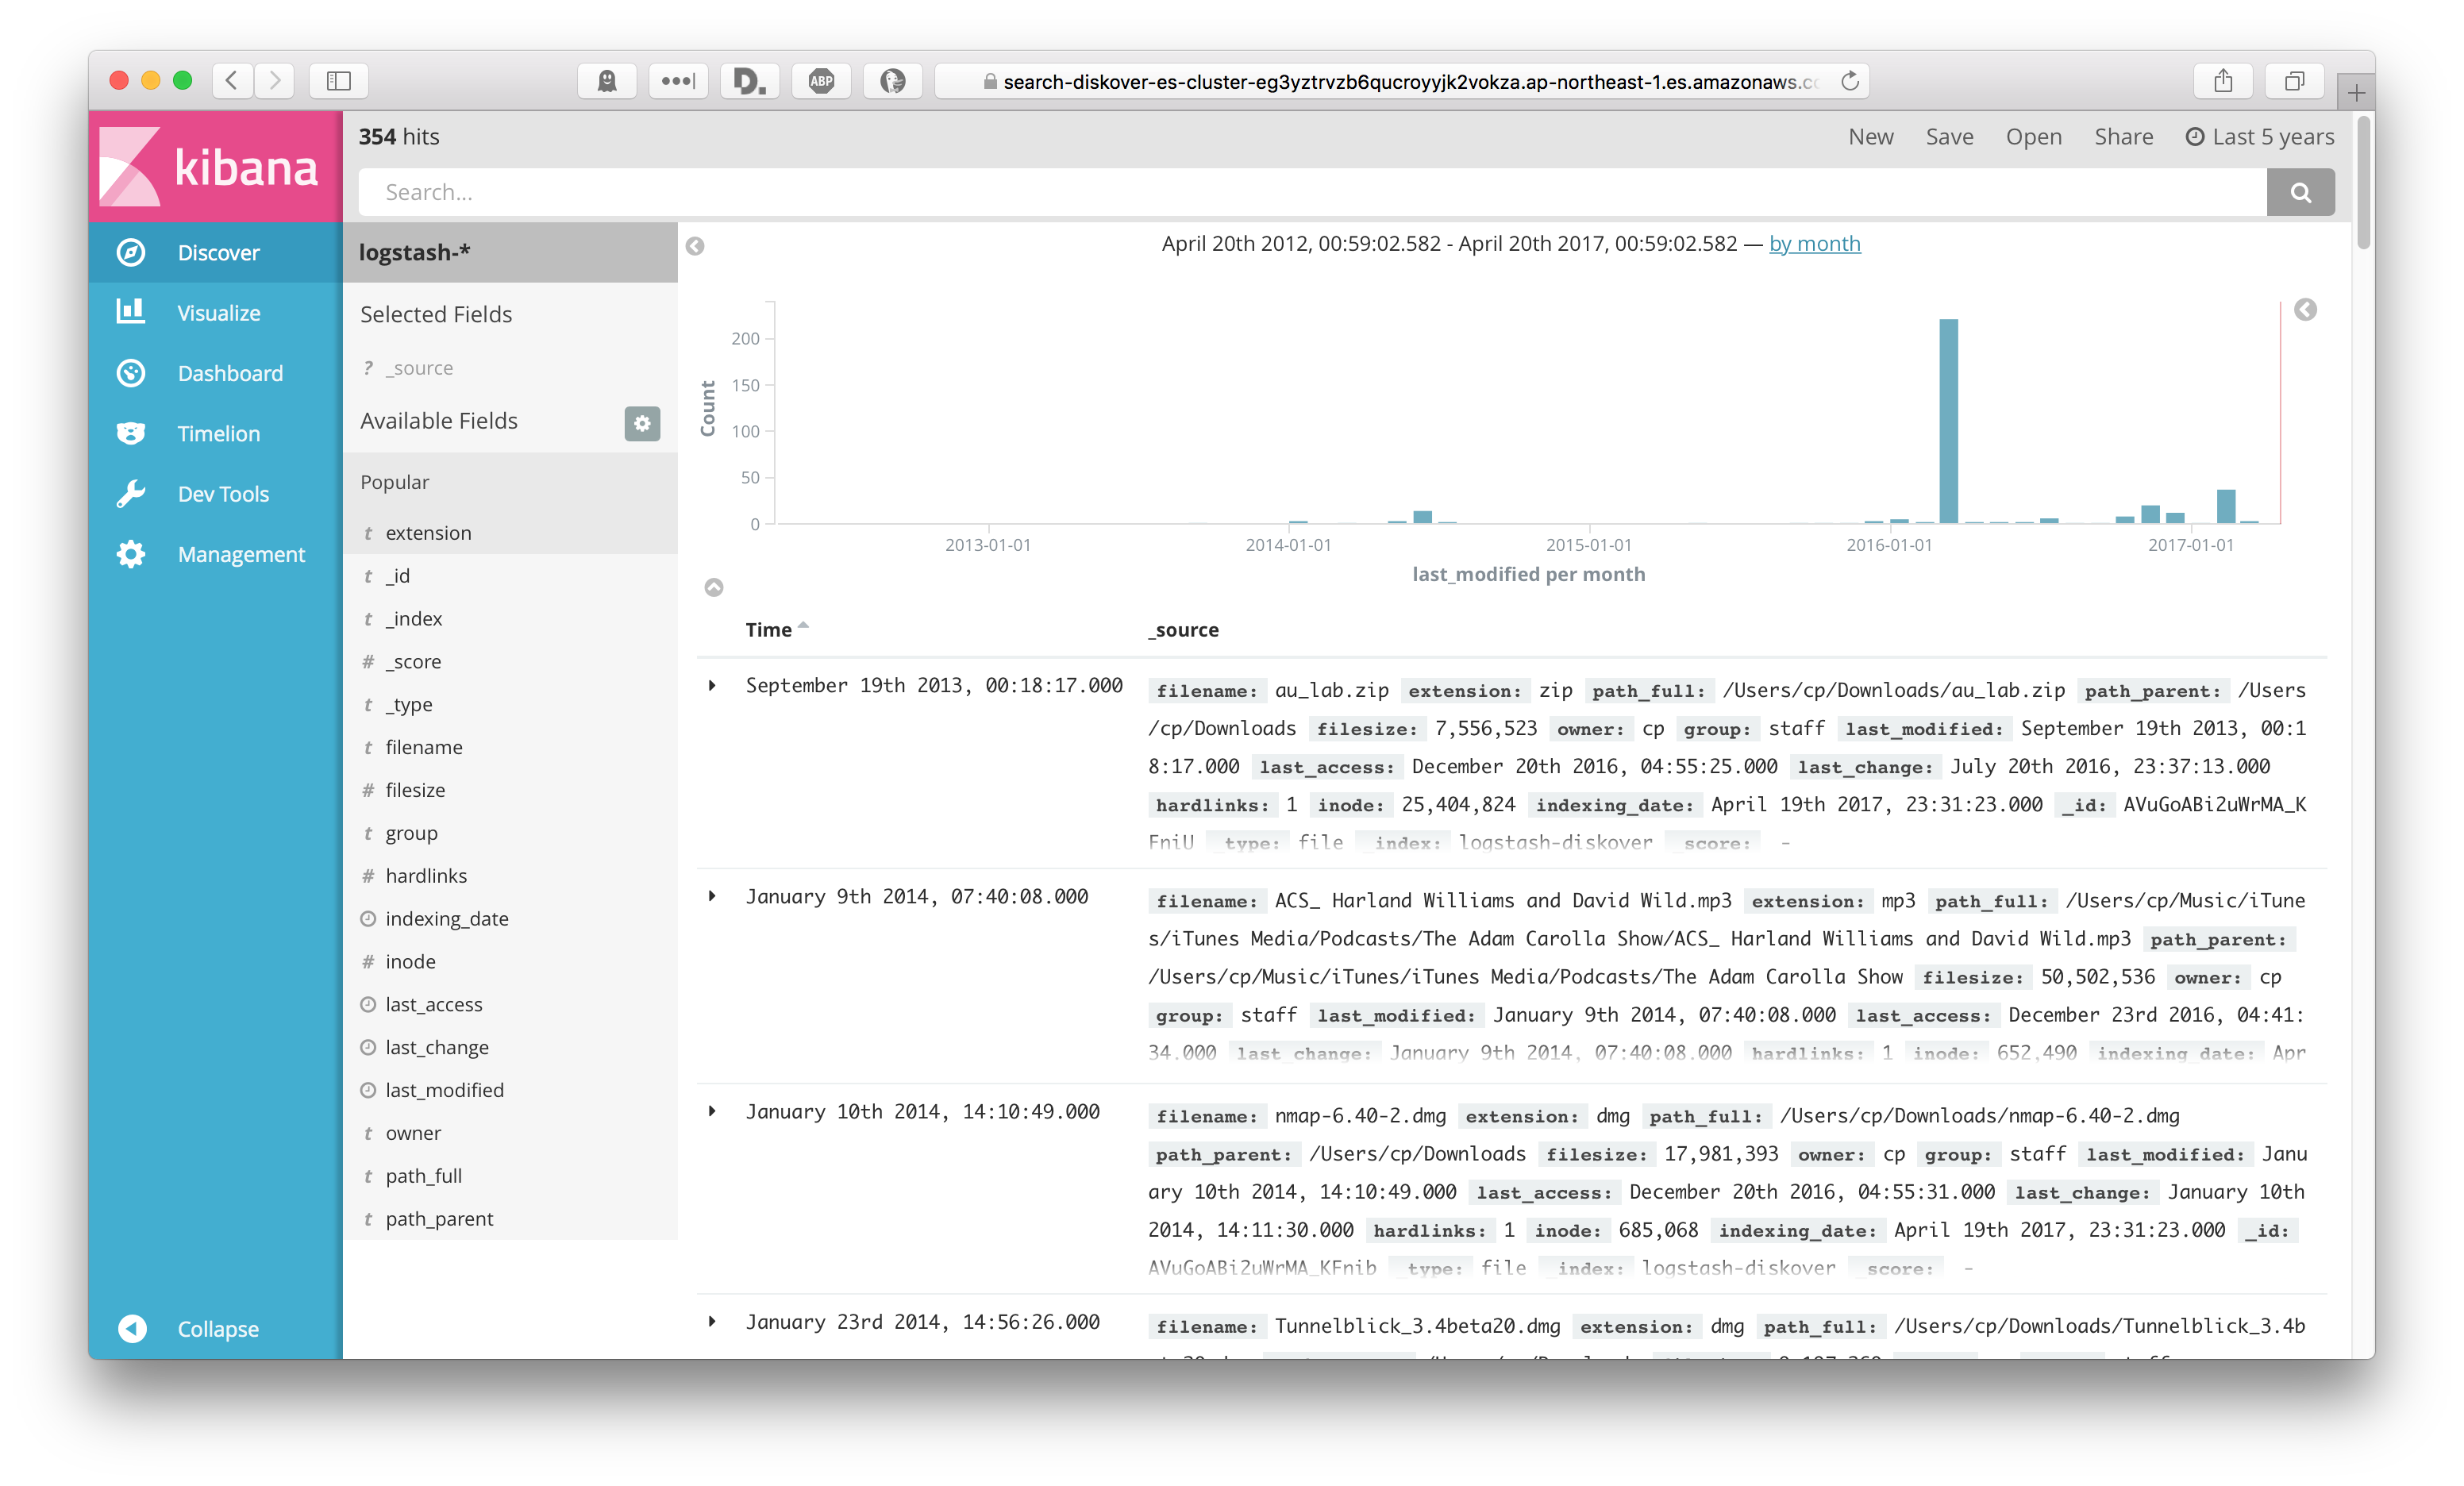 D.
ABP
search-diskover-es-cluster-eg3yztrvzb6qucroyyjk2vokza.ap-northeast-1.es.amazonaws.cc
kibana
354 hits
New Save Open Share Last 5 years
Search...
Discover
Visualize
Dashboard
Timelion
Dev Tools
Management
Collapse
logstash-*
Selected Fields
? _source
Available Fields
Popular
t extension
t _id
t _index
# _score
t _type
t filename
# filesize
t group
# hardlinks
indexing_date
# inode
last_access
last_change
last_modified
t owner
t path_full
t path_parent
April 20th 2012, 00:59:02.582 - April 20th 2017, 00:59:02.582 — by month
Count
200
150
100
50
0
2013-01-01 2014-01-01 2015-01-01 2016-01-01 2017-01-01
last_modified per month
Time _source
September 19th 2013, 00:18:17.000
filename: au_lab.zip extension: zip path_full: /Users/cp/Downloads/au_lab.zip path_parent: /Users
/cp/Downloads filesize: 7,556,523 owner: cp group: staff last_modified: September 19th 2013, 00:1
8:17.000 last_access: December 20th 2016, 04:55:25.000 last_change: July 20th 2016, 23:37:13.000
hardlinks: 1 inode: 25,404,824 indexing_date: April 19th 2017, 23:31:23.000 _id: AVuGoABi2uWrMA_K
FniU _type: file _index: logstash-diskover _score: -
January 9th 2014, 07:40:08.000
filename: ACS_ Harland Williams and David Wild.mp3 extension: mp3 path_full: /Users/cp/Music/iTune
s/iTunes Media/Podcasts/The Adam Carolla Show/ACS_ Harland Williams and David Wild.mp3 path_parent:
/Users/cp/Music/iTunes/iTunes Media/Podcasts/The Adam Carolla Show filesize: 50,502,536 owner: cp
group: staff last_modified: January 9th 2014, 07:40:08.000 last_access: December 23rd 2016, 04:41:
34.000 last_change: January 9th 2014, 07:40:08.000 hardlinks: 1 inode: 652,490 indexing_date: Apr
January 10th 2014, 14:10:49.000
filename: nmap-6.40-2.dmg extension: dmg path_full: /Users/cp/Downloads/nmap-6.40-2.dmg
path_parent: /Users/cp/Downloads filesize: 17,981,393 owner: cp group: staff last_modified: Janu
ary 10th 2014, 14:10:49.000 last_access: December 20th 2016, 04:55:31.000 last_change: January 10th
2014, 14:11:30.000 hardlinks: 1 inode: 685,068 indexing_date: April 19th 2017, 23:31:23.000 _id:
AVuGoABi2uWrMA_KFnib _type: file _index: logstash-diskover _score: -
January 23rd 2014, 14:56:26.000
filename: Tunnelblick_3.4beta20.dmg extension: dmg path_full: /Users/cp/Downloads/Tunnelblick_3.4b